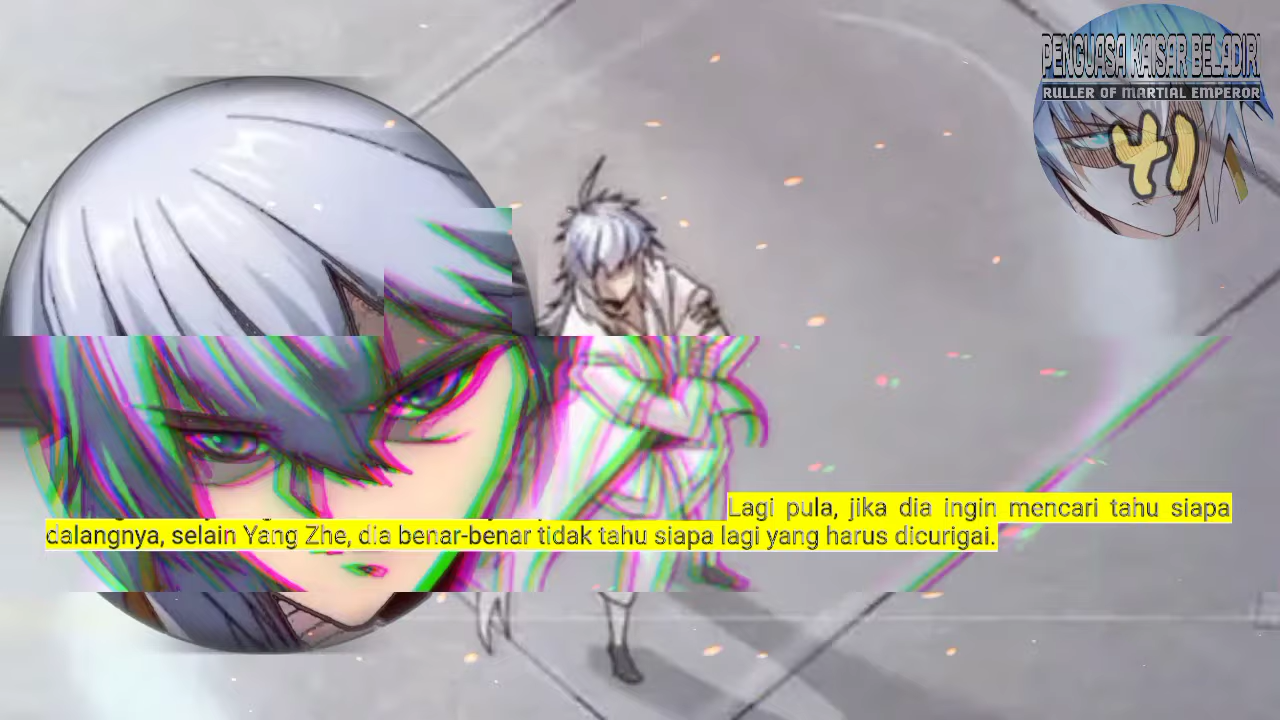 PENGUASA KAISAR BELADIRI
RULLER OF MARTIAL EMPEROR
Lagi pula, jika dia ingin mencari tahu siapa
dalangnya, selain Yang Zhe, dia benar-benar tidak tahu siapa lagi yang harus dicurigai.